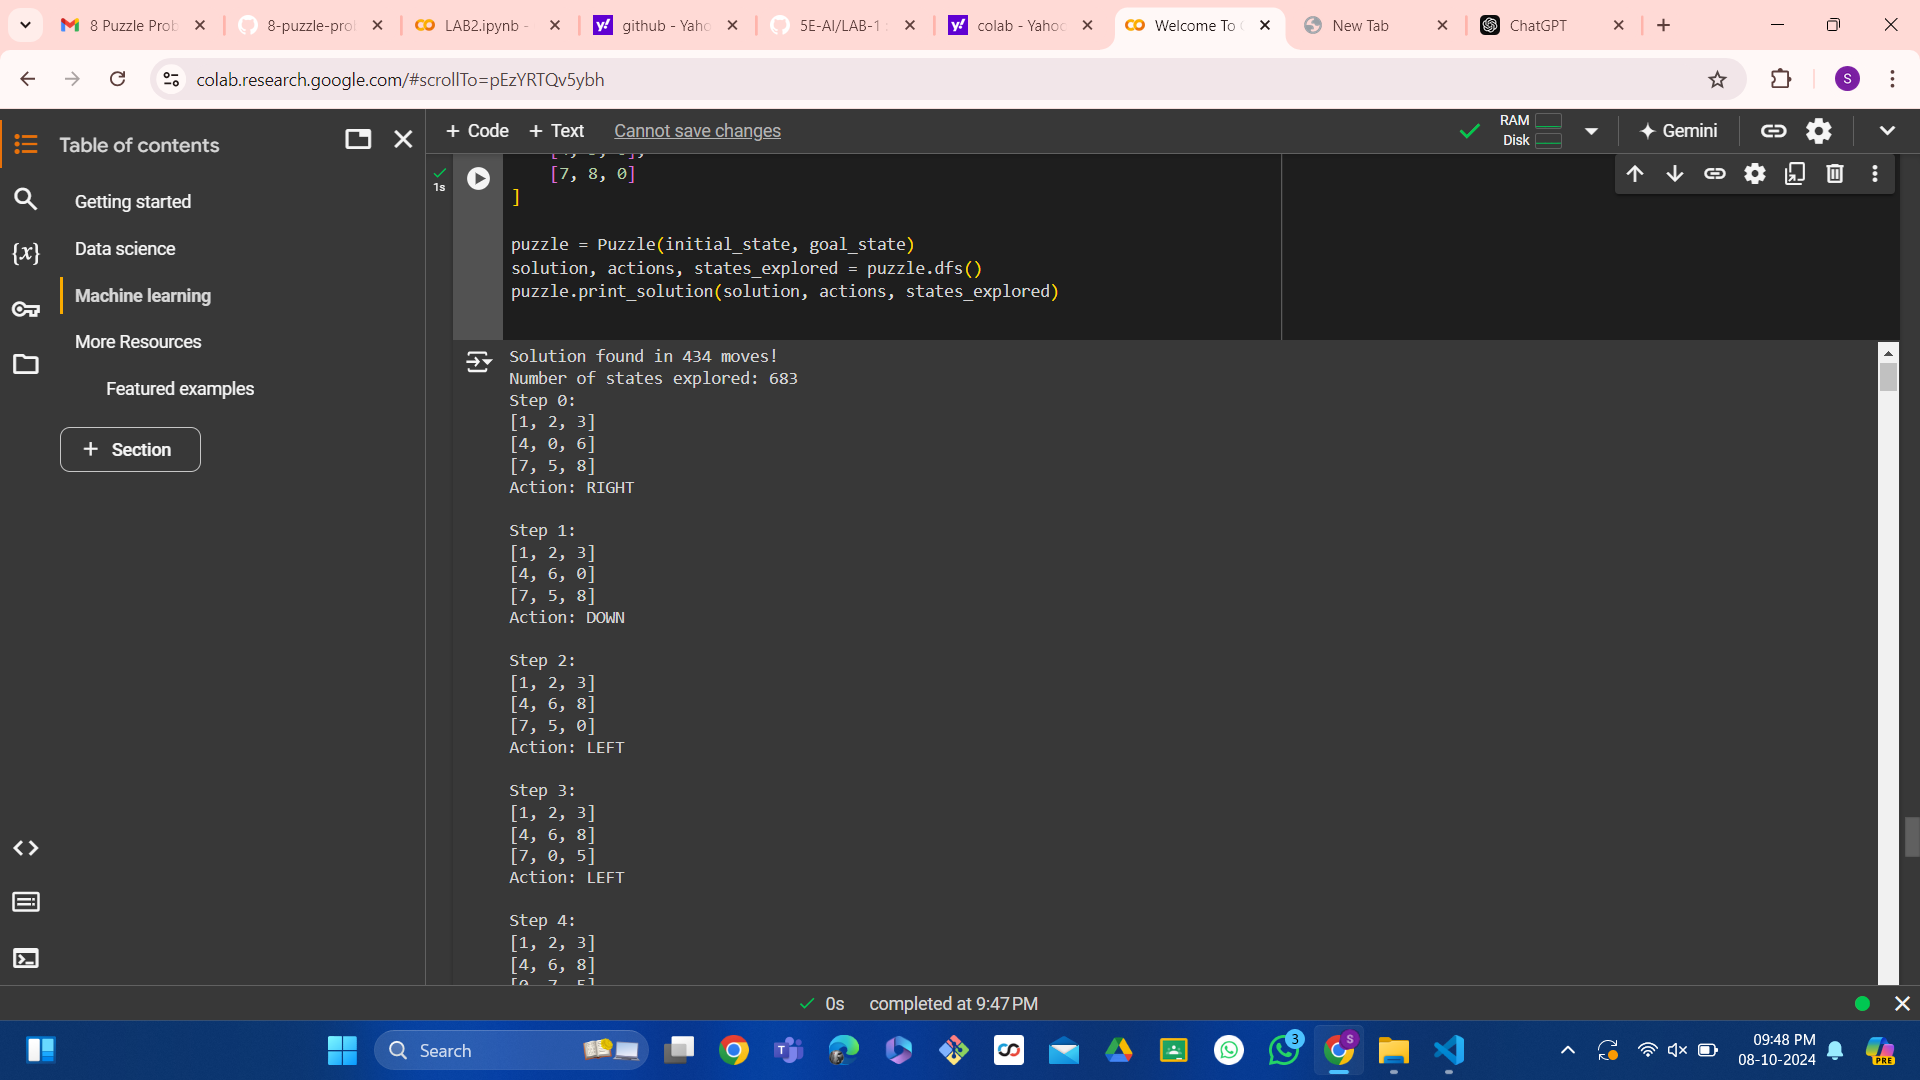 8 Puzzle Prob
8-puzzle-prol
LAB2.ipynb -
github - Yaho
5E-AI/LAB-1
colab - Yahoo
Welcome To
New Tab
ChatGPT
colab.research.google.com/#scrollTo=pEzYRTQv5ybh
S
Table of contents
Getting started
Data science
Machine learning
More Resources
Featured examples
+ Section
+ Code + Text Cannot save changes
RAM
Disk
Gemini
1s
[7, 8, 0]
]
puzzle = Puzzle(initial_state, goal_state)
solution, actions, states_explored = puzzle.dfs()
puzzle.print_solution(solution, actions, states_explored)
Solution found in 434 moves!
Number of states explored: 683
Step 0:
[1, 2, 3]
[4, 0, 6]
[7, 5, 8]
Action: RIGHT
Step 1:
[1, 2, 3]
[4, 6, 0]
[7, 5, 8]
Action: DOWN
Step 2:
[1, 2, 3]
[4, 6, 8]
[7, 5, 0]
Action: LEFT
Step 3:
[1, 2, 3]
[4, 6, 8]
[7, 0, 5]
Action: LEFT
Step 4:
[1, 2, 3]
[4, 6, 8]
[0, 7, 5]
0s completed at 9:47 PM
Search
3
S
09:48 PM
08-10-2024
PRE